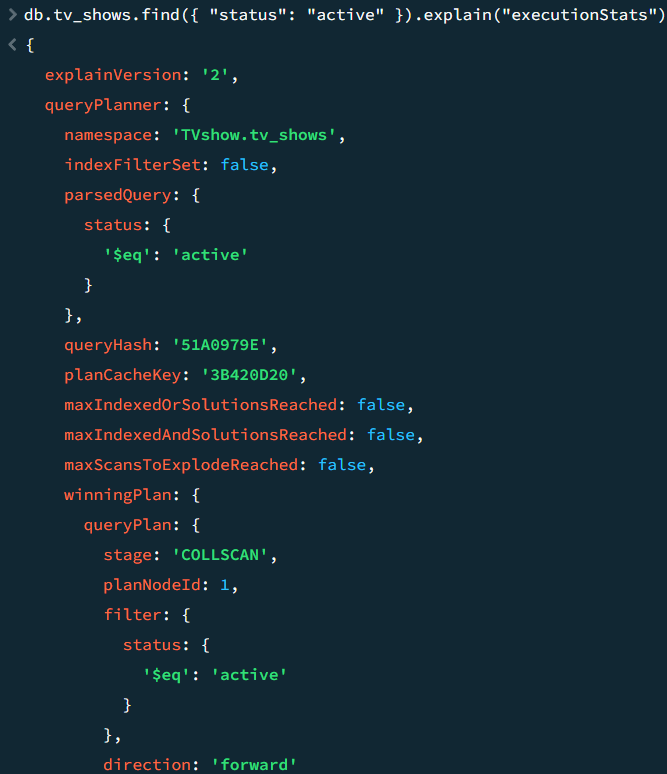 > db.tv_shows.find({ "status": "active" }).explain("executionStats")
< {
explainVersion: '2',
queryPlanner: {
namespace: 'TVshow.tv_shows',
indexFilterSet: false,
parsedQuery: {
status: {
'$eq': 'active'
}
},
queryHash: '51A0979E',
planCacheKey: '3B420D20',
maxIndexedOrSolutionsReached: false,
maxIndexedAndSolutionsReached: false,
maxScansToExplodeReached: false,
winningPlan: {
queryPlan: {
stage: 'COLLSCAN',
planNodeId: 1,
filter: {
status: {
'$eq': 'active'
}
},
direction: 'forward'